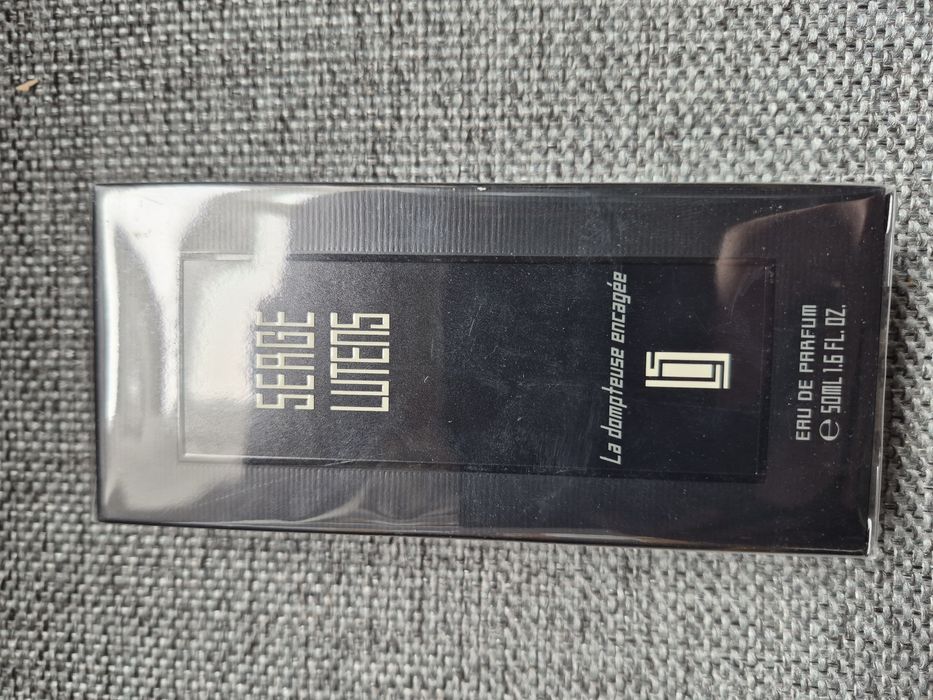 SERGE
LUTENS
La dompteuse encagée
EAU DE PARFUM
e 50ML 1.6 FL. OZ.